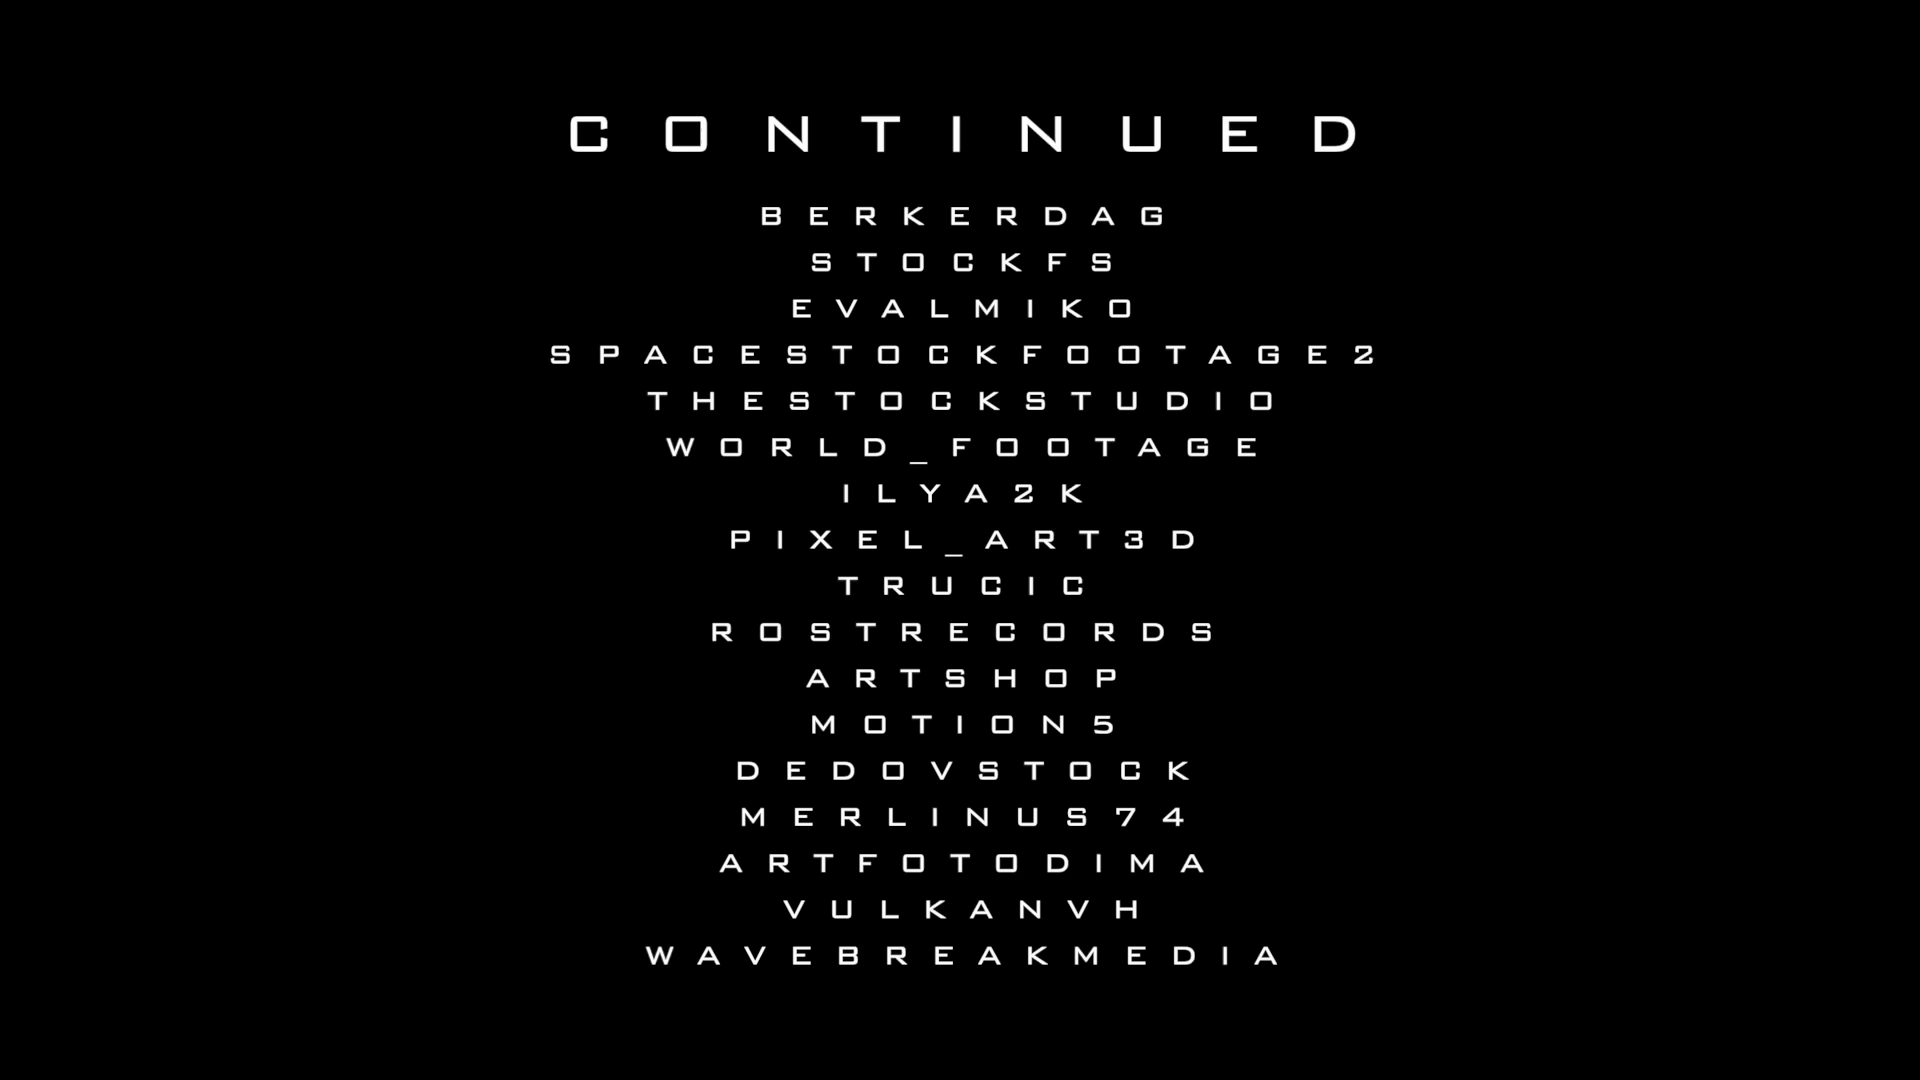 CONTINUED
BERKERDAG
STOCKFS
EVALMIKO
SPACESTOCKFOOTAGE2
THESTOCKSTUDIO
WORLD_FOOTAGE
ILYA2K
PIXEL_ART3D
TRUCIC
ROSTRECORDS
ARTSHOP
MOTION5
DEDOVSTOCK
MERLINUS74
ARTFOTODIMA
VULKANVH
WAVEBREAKMEDIA